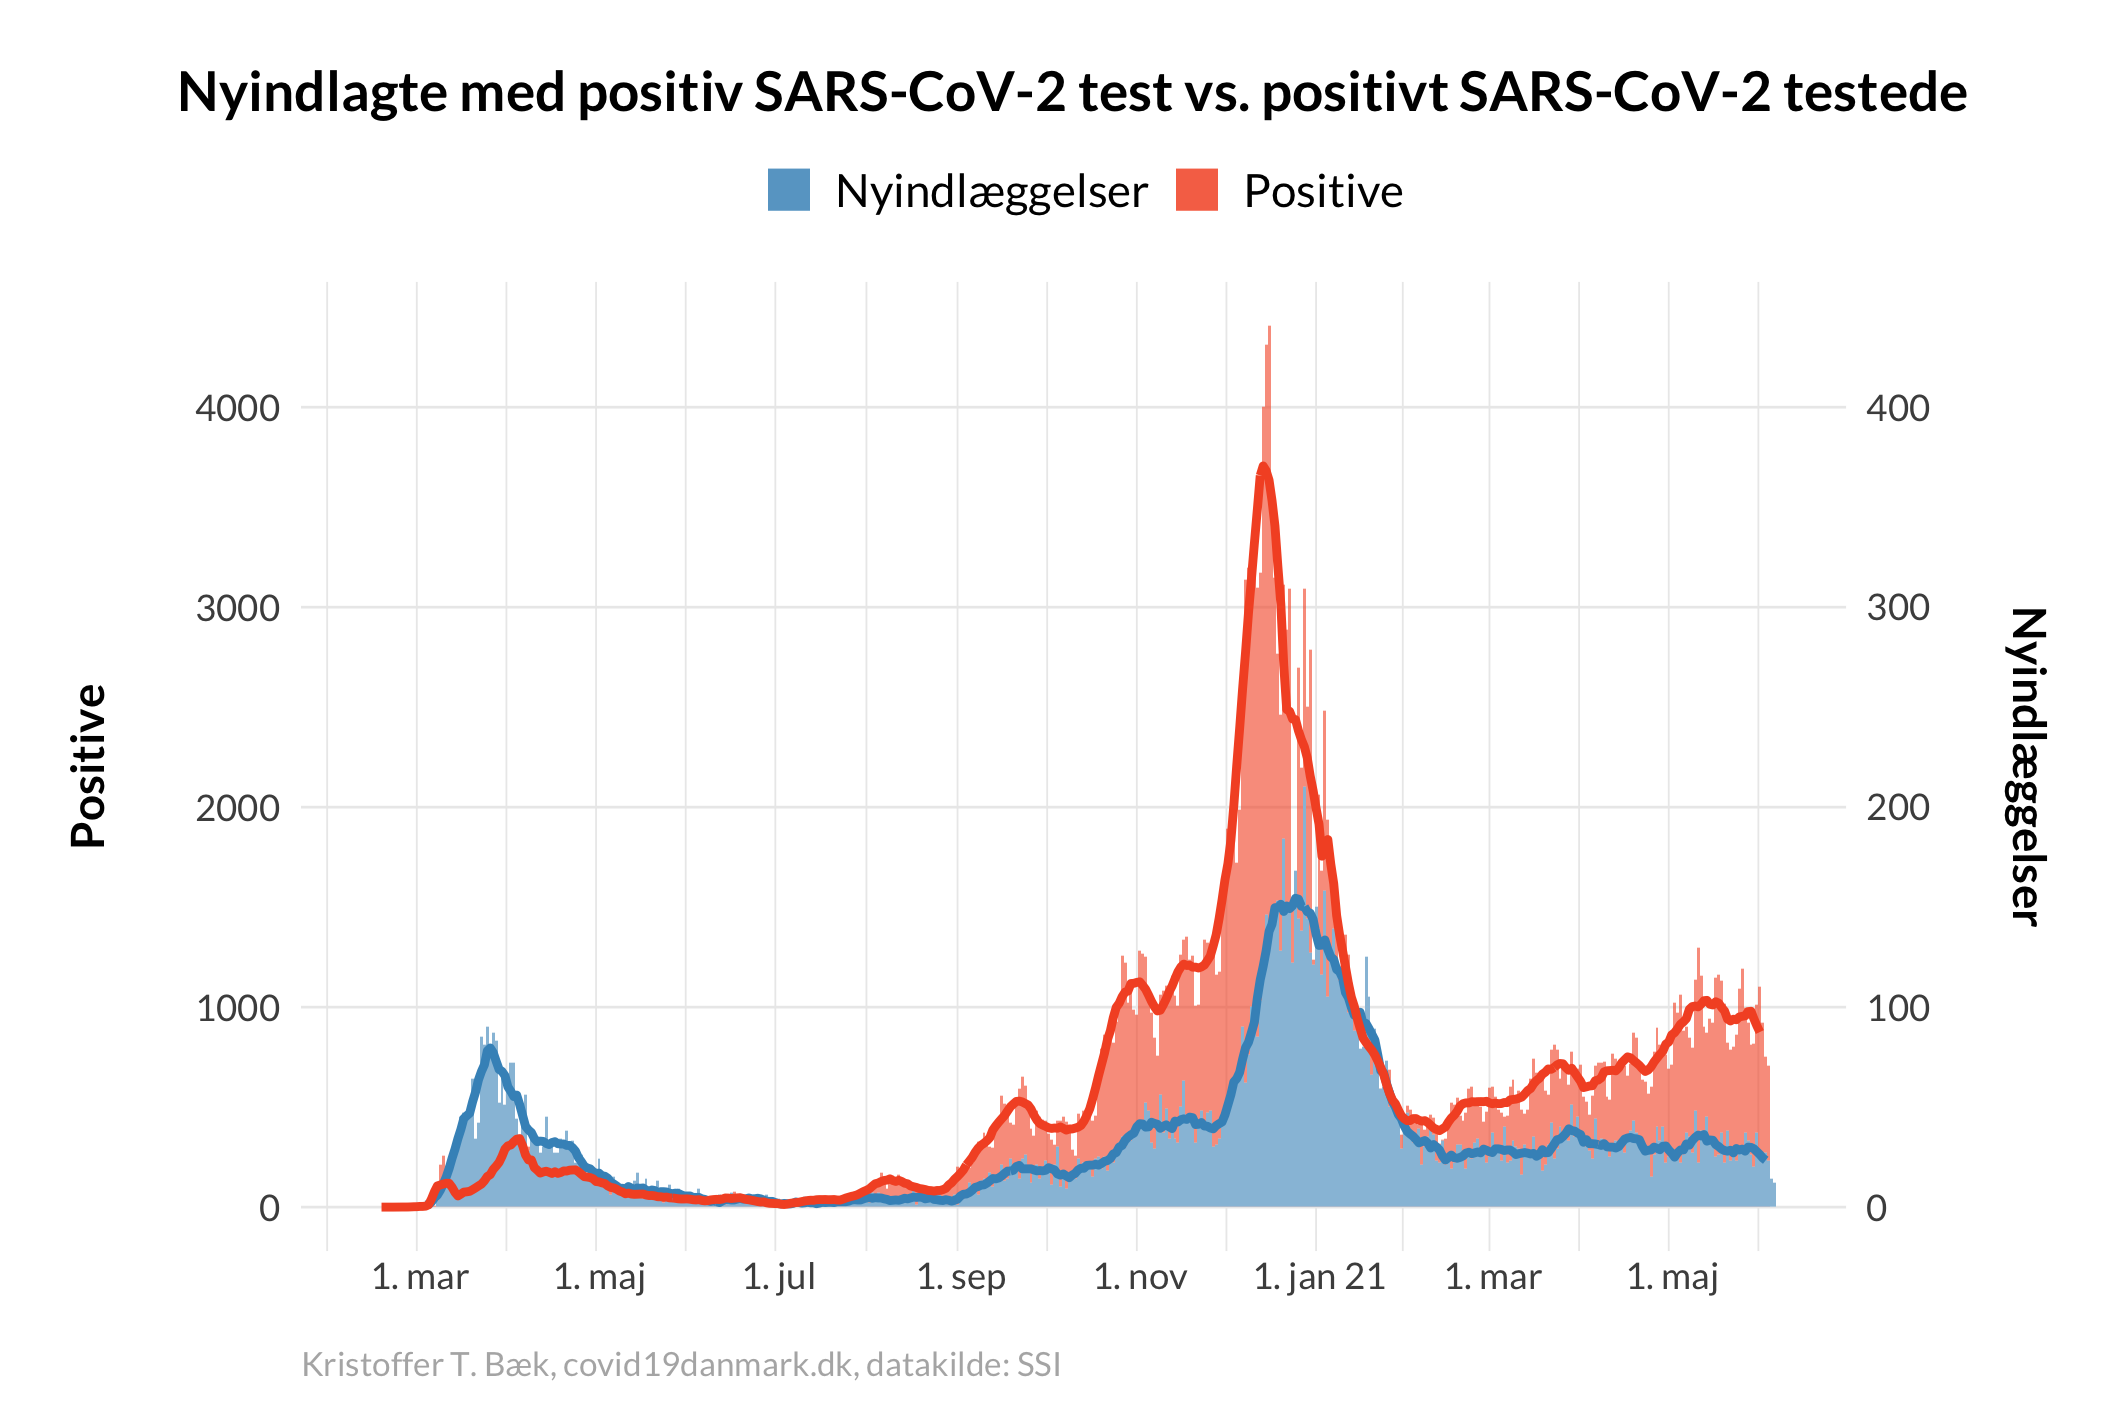 Nyindlagte med positiv SARS-CoV-2 test vs. positivt SARS-CoV-2 testede
Nyindlæggelser Positive
4000 400
3000 300
2000 200
1000 100
0 0
Positive
Nyindlæggelser
1. mar 1. maj 1. jul 1. sep 1. nov 1. jan 21 1. mar 1. maj
Kristoffer T. Bæk, covid19danmark.dk, datakilde: SSI